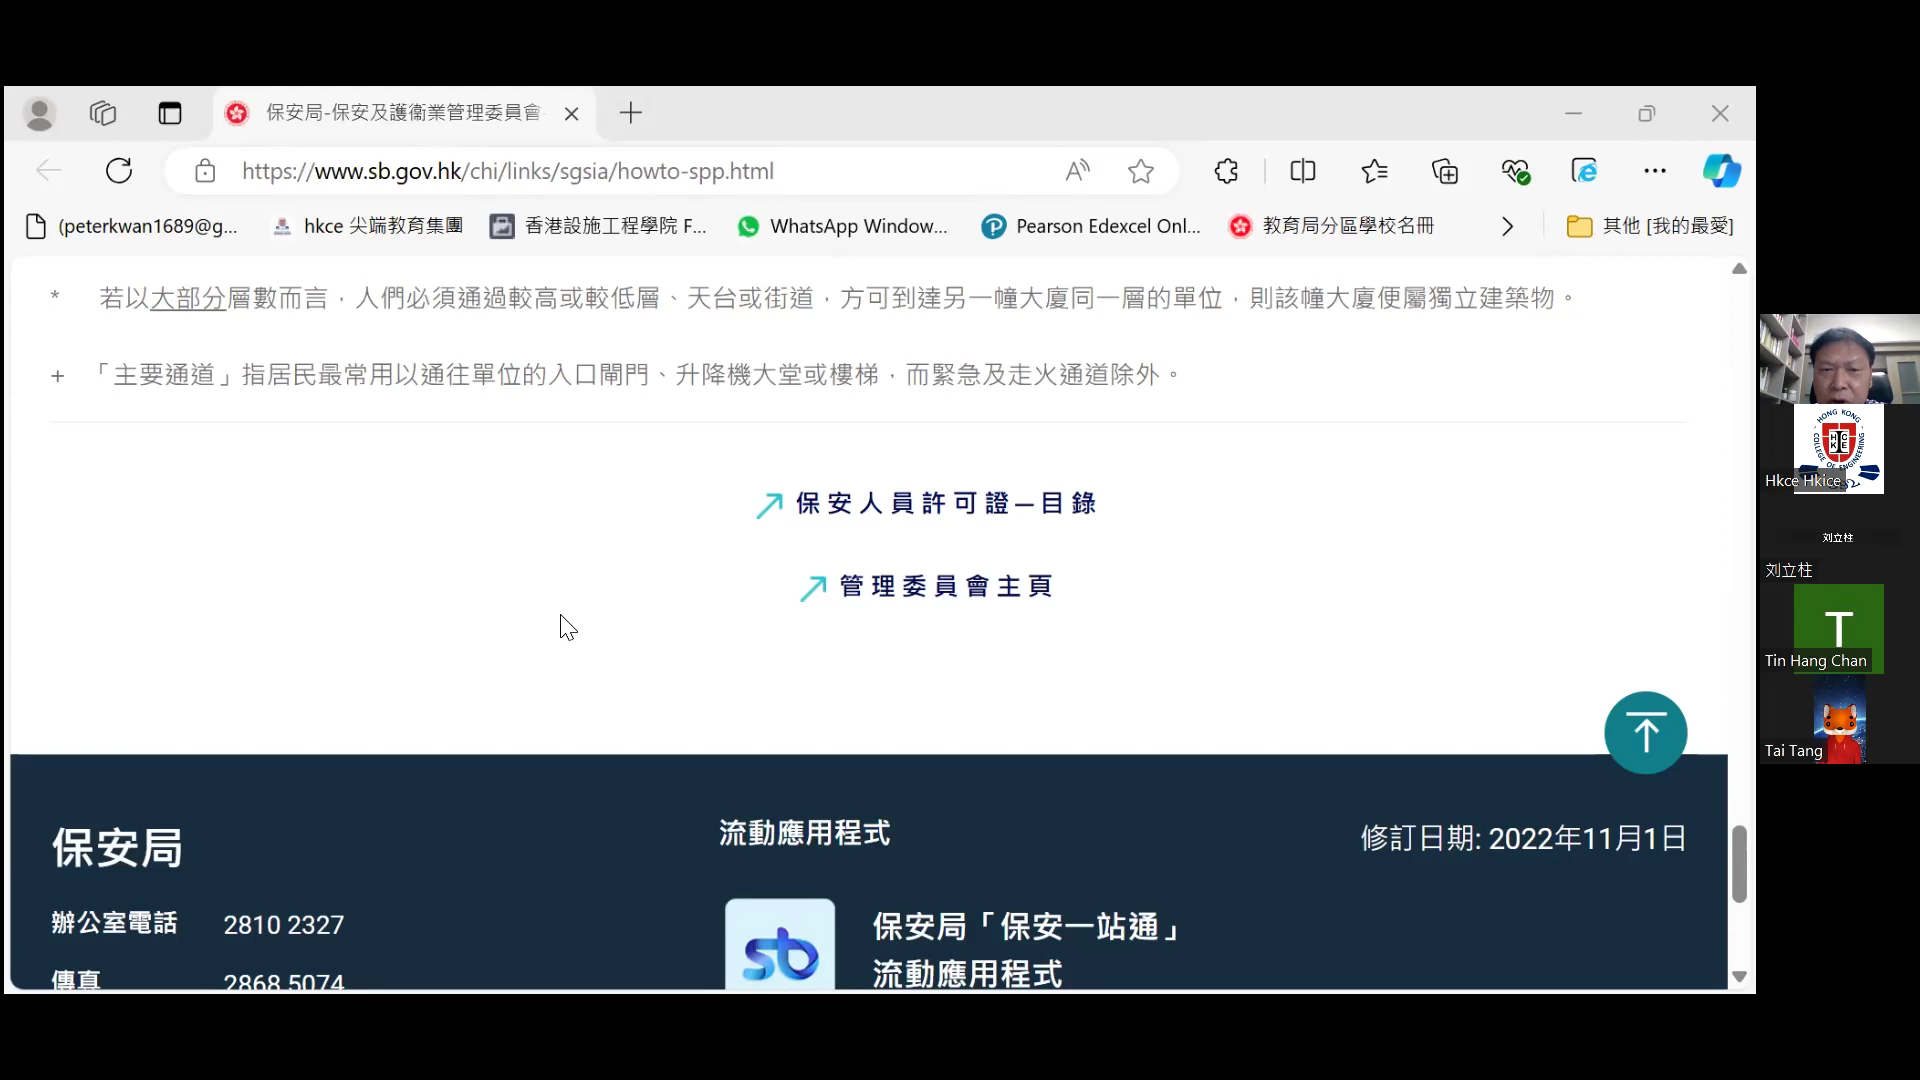 保安局-保安及護衞業管理委員會
https://www.sb.gov.hk/chi/links/sgsia/howto-spp.html
(peterkwan1689@g...
hkce 尖端教育集團
香港設施工程學院 F...
WhatsApp Window...
Pearson Edexcel Onl...
教育局分區學校名冊
其他 [我的最愛]
* 若以大部分層數而言，人們必須通過較高或較低層、天台或街道，方可到達另一幢大廈同一層的單位，則該幢大廈便屬獨立建築物。
+ 「主要通道」指居民最常用以通往單位的入口閘門、升降機大堂或樓梯，而緊急及走火通道除外。
保安人員許可證—目錄
管理委員會主頁
保安局
流動應用程式
修訂日期: 2022年11月1日
辦公室電話 2810 2327
傳真 2868 5074
sb
保安局「保安一站通」
流動應用程式
HONG KONG
COLLEGE OF ENGINEERING
Hkce Hkice
刘立柱
刘立柱
T
Tin Hang Chan
Tai Tang